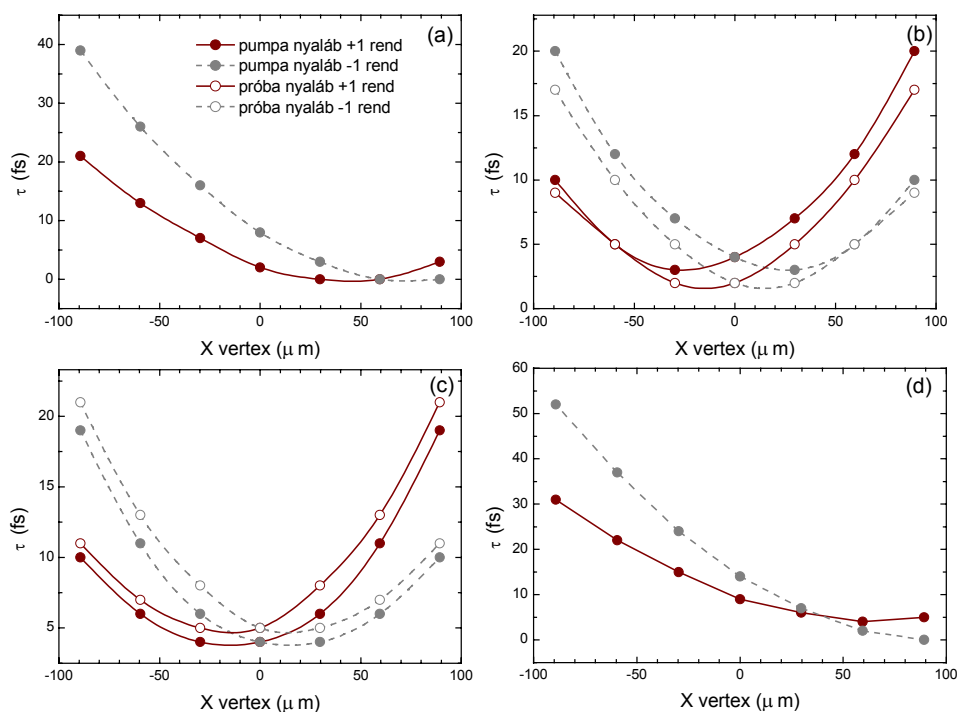 (a)
pumpa nyaláb +1 rend
pumpa nyaláb -1 rend
próba nyaláb +1 rend
próba nyaláb -1 rend
τ (fs)
40
30
20
10
0
-100 -50 0 50 100
X vertex (μ m)
(b)
τ (fs)
20
15
10
5
0
-100 -50 0 50 100
X vertex (μ m)
(c)
τ (fs)
20
15
10
5
-100 -50 0 50 100
X vertex (μ m)
(d)
τ (fs)
60
50
40
30
20
10
0
-100 -50 0 50 100
X vertex (μ m)